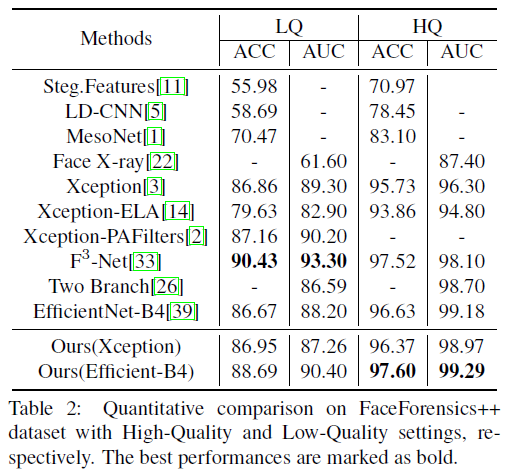 Methods LQ HQ
ACC AUC ACC AUC
Steg.Features[11] 55.98 - 70.97
LD-CNN[5] 58.69 - 78.45 -
MesoNet[1] 70.47 - 83.10 -
Face X-ray[22] - 61.60 - 87.40
Xception[3] 86.86 89.30 95.73 96.30
Xception-ELA[14] 79.63 82.90 93.86 94.80
Xception-PAFilters[2] 87.16 90.20 - -
F³-Net[33] 90.43 93.30 97.52 98.10
Two Branch[26] - 86.59 - 98.70
EfficientNet-B4[39] 86.67 88.20 96.63 99.18
Ours(Xception) 86.95 87.26 96.37 98.97
Ours(Efficient-B4) 88.69 90.40 97.60 99.29
Table 2: Quantitative comparison on FaceForensics++
dataset with High-Quality and Low-Quality settings, re-
spectively. The best performances are marked as bold.